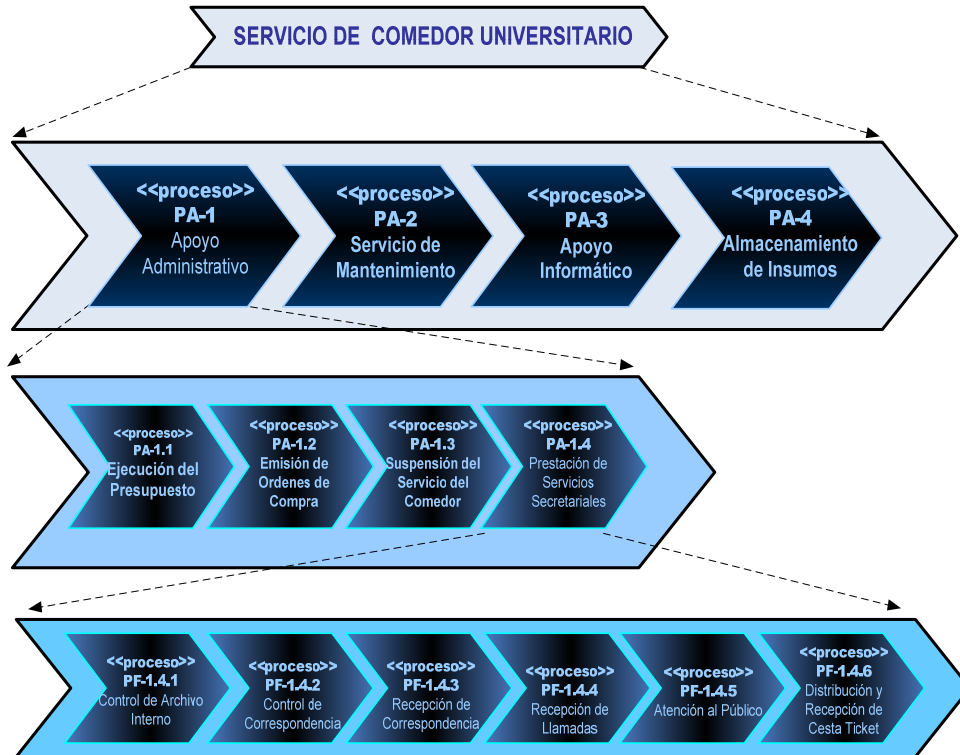 SERVICIO DE COMEDOR UNIVERSITARIO
<<proceso>>
PA-1
Apoyo
Administrativo
<<proceso>>
PA-2
Servicio de
Mantenimiento
<<proceso>>
PA-3
Apoyo
Informático
<<proceso>>
PA-4
Almacenamiento
de Insumos
<<proceso>>
PA-1.1
Ejecución del
Presupuesto
<<proceso>>
PA-1.2
Emisión de
Ordenes de
Compra
<<proceso>>
PA-1.3
Suspensión del
Servicio del
Comedor
<<proceso>>
PA-1.4
Prestación de
Servicios
Secretariales
<<proceso>>
PF-1.4.1
Control de Archivo
Interno
<<proceso>>
PF-1.4.2
Control de
Correspondencia
<<proceso>>
PF-1.4.3
Recepción de
Correspondencia
<<proceso>>
PF-1.4.4
Recepción de
Llamadas
<<proceso>>
PF-1.4.5
Atención al Público
<<proceso>>
PF-1.4.6
Distribución y
Recepción de
Cesta Ticket